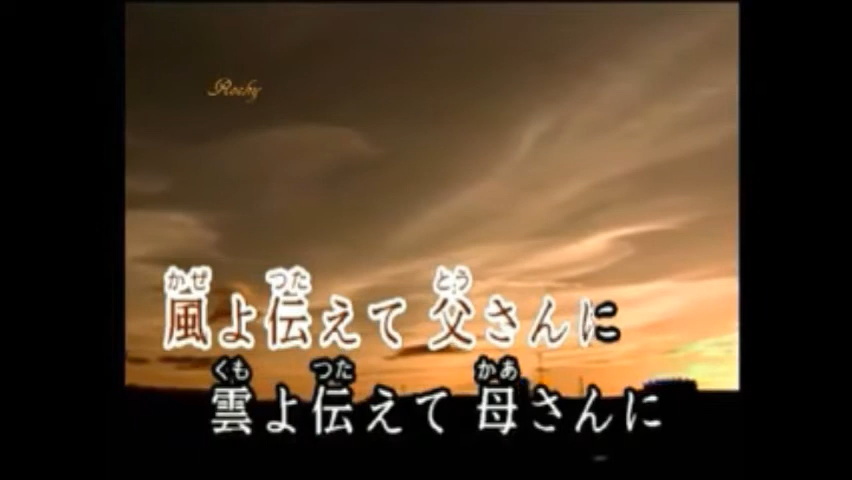 Rocky
かぜ つた とう
風よ伝えて 父さんに
くも つた かあ
雲よ伝えて 母さんに